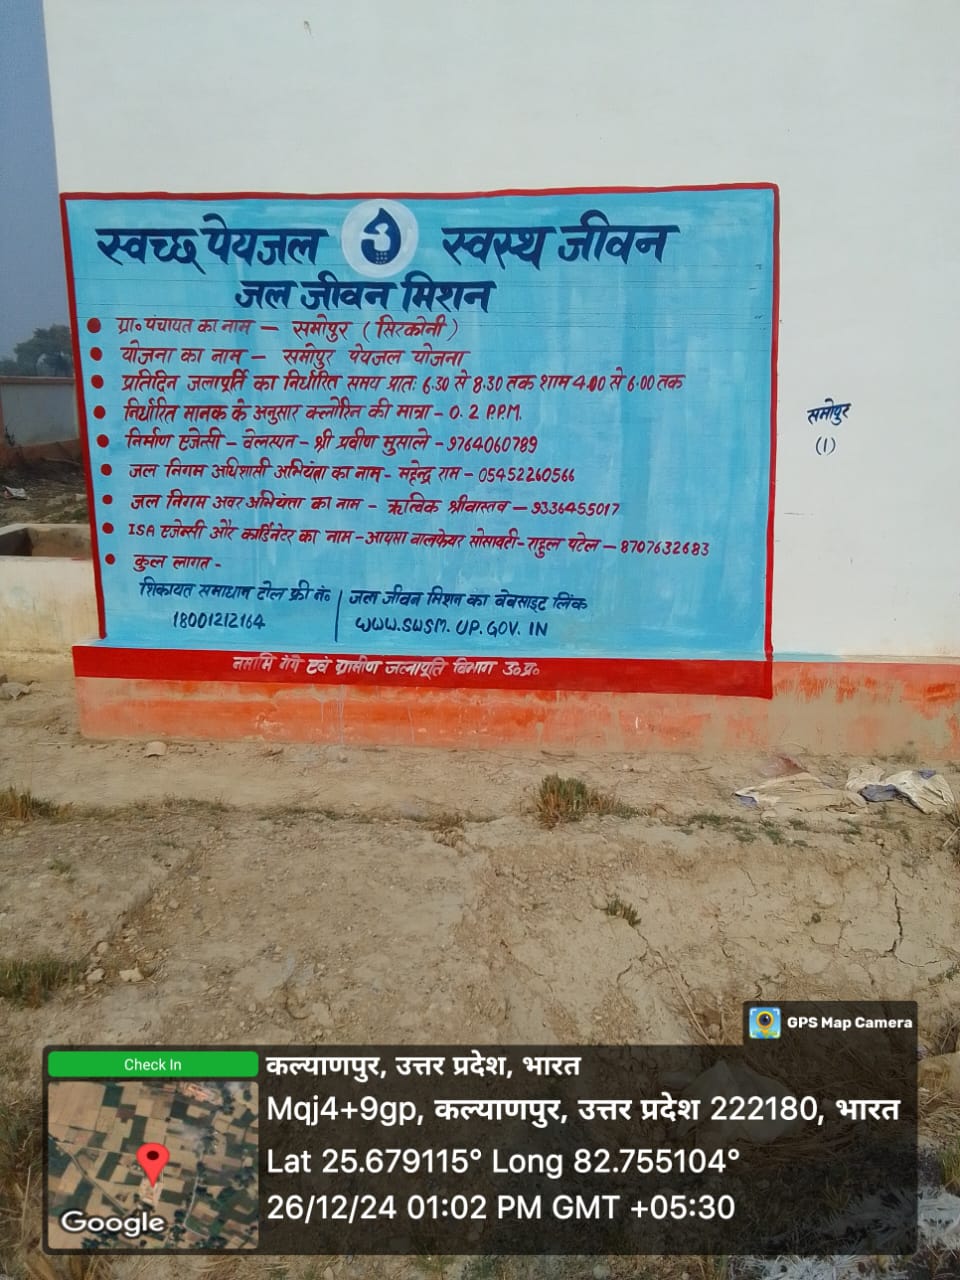 स्वच्छ पेयजल स्वस्थ जीवन
जल जीवन मिशन
ग्रा० पंचायत का नाम — समोपुर (सिरकोनी)
योजना का नाम — समोपुर पेयजल योजना
प्रतिदिन जलापूर्ति का निर्धारित समय प्रातः 6.30 से 8.30 तक शाम 4.00 से 6.00 तक
निर्धारित मानक के अनुसार क्लोरिन की मात्रा - 0.2 P.P.M.
निर्माण एजेन्सी - वेलस्पन - श्री प्रवीण मुसाले - 9764060789
जल निगम अधिशासी अभियंता का नाम - महेन्द्र राम - 05452260566
जल निगम अवर अभियंता का नाम - ऋत्विक श्रीवास्तव — 9336455017
ISA एजेन्सी और कार्डिनेटर का नाम - आयमा वालफेयर सोसायटी - राहुल पटेल — 8707632683
कुल लागत -
शिकायत समाधान टोल फ्री नं०
18001212164
जल जीवन मिशन का वेबसाइट लिंक
WWW.SWSM.UP.GOV.IN
नमामि गंगे एवं ग्रामीण जलापूर्ति विभाग उ०प्र०
समोपुर
(1)
GPS Map Camera
Check In
Google
कल्याणपुर, उत्तर प्रदेश, भारत
Mqj4+9gp, कल्याणपुर, उत्तर प्रदेश 222180, भारत
Lat 25.679115° Long 82.755104°
26/12/24 01:02 PM GMT +05:30